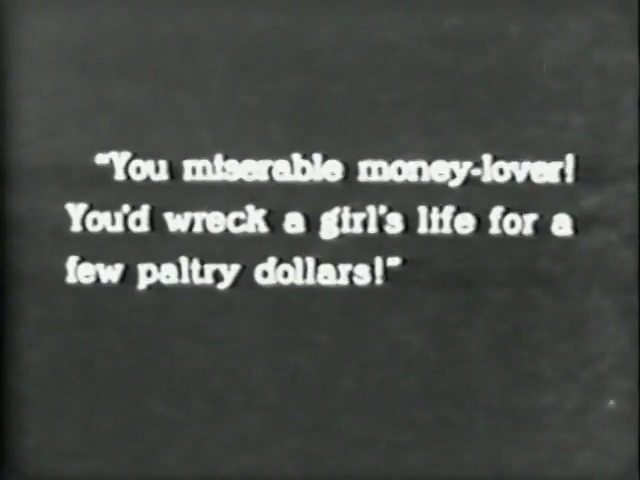 "You miserable money-lover!
You'd wreck a girl's life for a
few paltry dollars!"